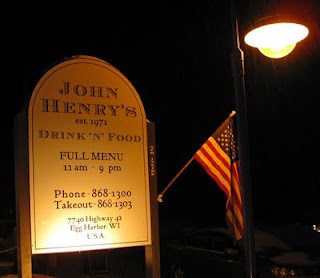 JOHN
HENRY'S
est 1971
DRINK 'N' FOOD
FULL MENU
11 am - 9 pm
Phone · 868-1300
Takeout · 868-1303
7740 Highway 42
Egg Harbor, WI
U.S.A.